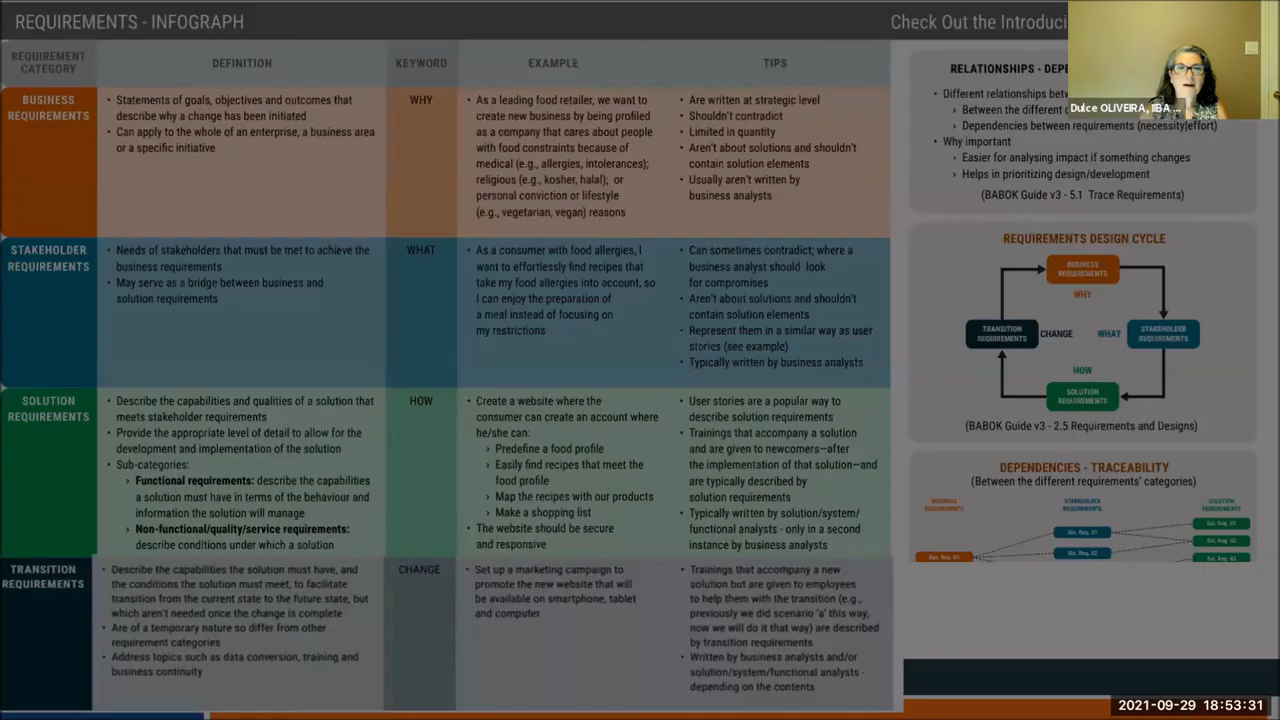 REQUIREMENTS - INFOGRAPH
Check Out the Introduci
Dulce OLIVEIRA, IIBA ...
REQUIREMENT
CATEGORY
DEFINITION
KEYWORD
EXAMPLE
TIPS
BUSINESS
REQUIREMENTS
• Statements of goals, objectives and outcomes that
describe why a change has been initiated
• Can apply to the whole of an enterprise, a business area
or a specific initiative
WHY
• As a leading food retailer, we want to
create new business by being profiled
as a company that cares about people
with food constraints because of
medical (e.g., allergies, intolerances);
religious (e.g., kosher, halal); or
personal conviction or lifestyle
(e.g., vegetarian, vegan) reasons
• Are written at strategic level
• Shouldn't contradict
• Limited in quantity
• Aren't about solutions and shouldn't
contain solution elements
• Usually aren't written by
business analysts
STAKEHOLDER
REQUIREMENTS
• Needs of stakeholders that must be met to achieve the
business requirements
• May serve as a bridge between business and
solution requirements
WHAT
• As a consumer with food allergies, I
want to effortlessly find recipes that
take my food allergies into account, so
I can enjoy the preparation of
a meal instead of focusing on
my restrictions
• Can sometimes contradict; where a
business analyst should look
for compromises
• Aren't about solutions and shouldn't
contain solution elements
• Represent them in a similar way as user
stories (see example)
• Typically written by business analysts
SOLUTION
REQUIREMENTS
• Describe the capabilities and qualities of a solution that
meets stakeholder requirements
• Provide the appropriate level of detail to allow for the
development and implementation of the solution
• Sub-categories:
› Functional requirements: describe the capabilities
a solution must have in terms of the behaviour and
information the solution will manage
› Non-functional/quality/service requirements:
describe conditions under which a solution
HOW
• Create a website where the
consumer can create an account where
he/she can:
› Predefine a food profile
› Easily find recipes that meet the
food profile
› Map the recipes with our products
› Make a shopping list
• The website should be secure
and responsive
• User stories are a popular way to
describe solution requirements
• Trainings that accompany a solution
and are given to newcomers—after
the implementation of that solution—and
are typically described by
solution requirements
• Typically written by solution/system/
functional analysts - only in a second
instance by business analysts
TRANSITION
REQUIREMENTS
• Describe the capabilities the solution must have, and
the conditions the solution must meet, to facilitate
transition from the current state to the future state, but
which aren't needed once the change is complete
• Are of a temporary nature so differ from other
requirement categories
• Address topics such as data conversion, training and
business continuity
CHANGE
• Set up a marketing campaign to
promote the new website that will
be available on smartphone, tablet
and computer
• Trainings that accompany a new
solution but are given to employees
to help them with the transition (e.g.,
previously we did scenario 'a' this way,
now we will do it that way) are described
by transition requirements
• Written by business analysts and/or
solution/system/functional analysts -
depending on the contents
RELATIONSHIPS - DEPE
• Different relationships betw
› Between the different c
› Dependencies between requirements (necessity/effort)
• Why important
› Easier for analysing impact if something changes
› Helps in prioritizing design/development
(BABOK Guide v3 - 5.1 Trace Requirements)
REQUIREMENTS DESIGN CYCLE
BUSINESS
REQUIREMENTS
WHY
TRANSITION
REQUIREMENTS
CHANGE
WHAT
STAKEHOLDER
REQUIREMENTS
HOW
SOLUTION
REQUIREMENTS
(BABOK Guide v3 - 2.5 Requirements and Designs)
DEPENDENCIES - TRACEABILITY
(Between the different requirements' categories)
BUSINESS
REQUIREMENTS
STAKEHOLDER
REQUIREMENTS
SOLUTION
REQUIREMENTS
Bus. Req. 01
Sta. Req. 01
Sta. Req. 02
Sol. Req. 01
Sol. Req. 02
Sol. Req. 03
2021-09-29 18:53:31